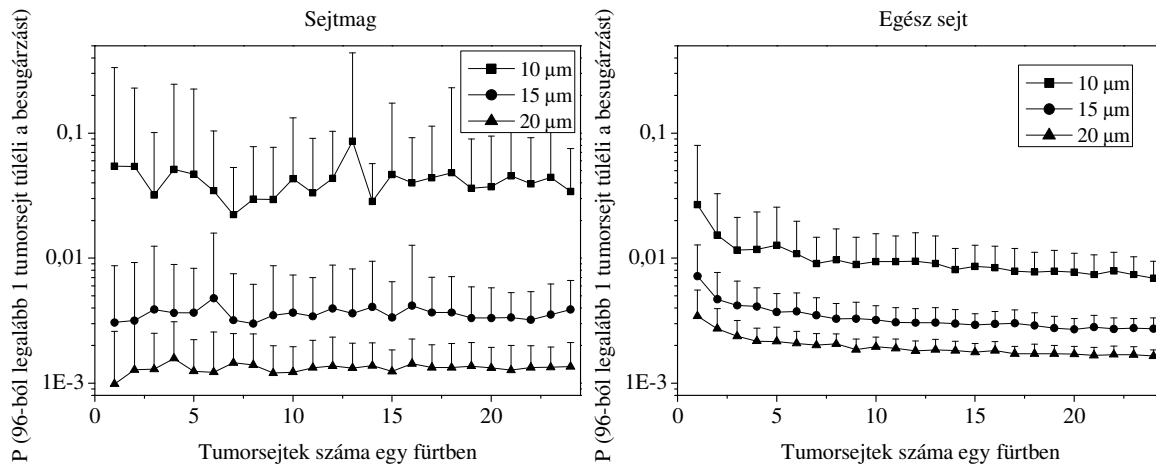 Sejtmag
P (96-ból legalább 1 tumorsejt túléli a besugárzást)
10 µm
15 µm
20 µm
0,1
0,01
1E-3
0 5 10 15 20
Tumorsejtek száma egy fürtben
Egész sejt
P (96-ból legalább 1 tumorsejt túléli a besugárzást)
10 µm
15 µm
20 µm
0,1
0,01
1E-3
0 5 10 15 20
Tumorsejtek száma egy fürtben